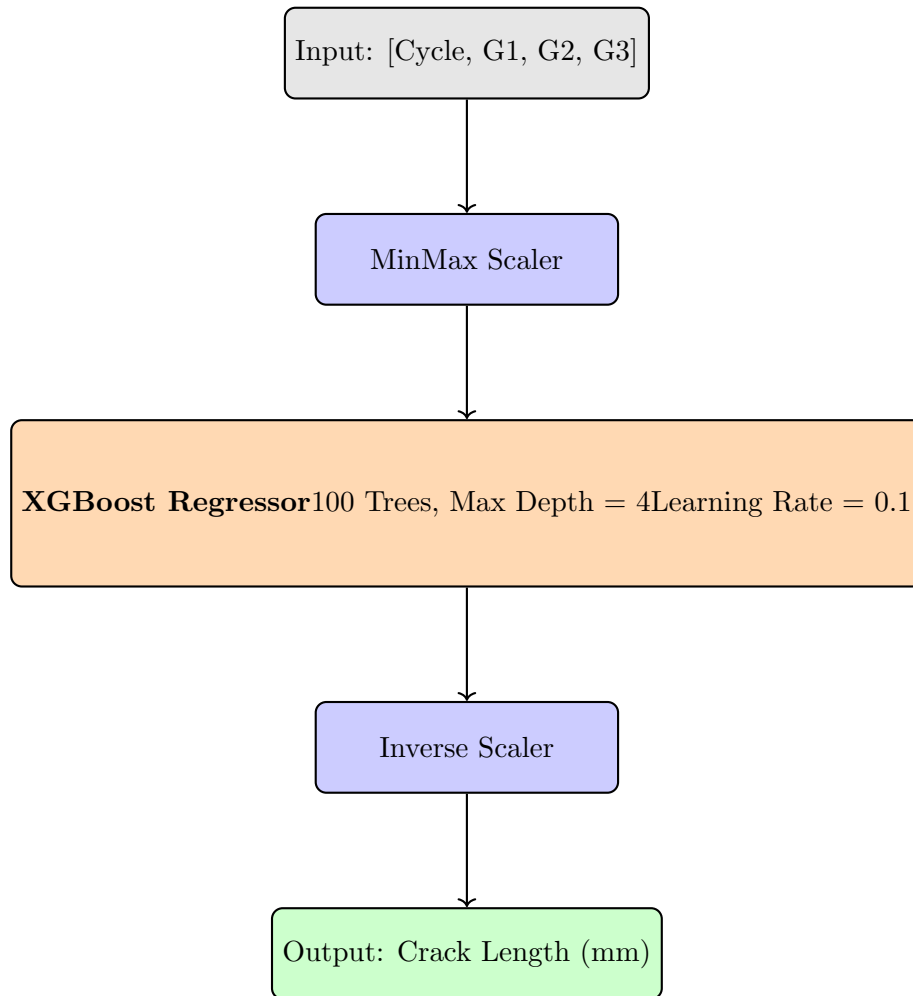 Input: [Cycle, G1, G2, G3]
MinMax Scaler
XGBoost Regressor100 Trees, Max Depth = 4Learning Rate = 0.1
Inverse Scaler
Output: Crack Length (mm)